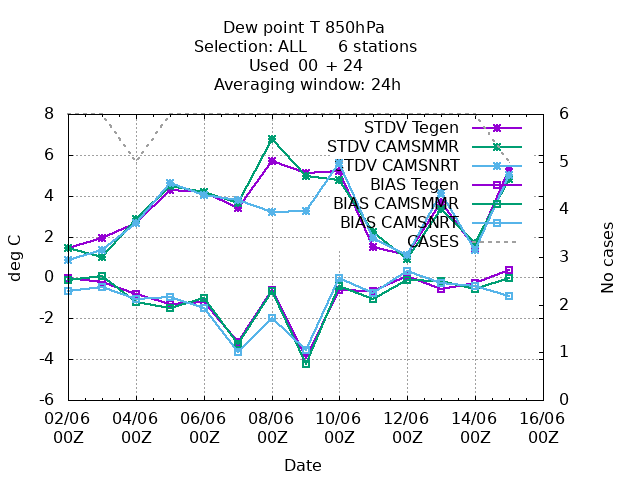 Dew point T 850hPa
Selection: ALL      6 stations
Used  00 + 24
Averaging window: 24h
8
6
4
2
0
-2
-4
-6
deg C
6
5
4
3
2
1
0
No cases
STDV Tegen
STDV CAMSMMR
STDV CAMSNRT
BIAS Tegen
BIAS CAMSMMR
BIAS CAMSNRT
CASES
02/06 04/06 06/06 08/06 10/06 12/06 14/06 16/06
00Z 00Z 00Z 00Z 00Z 00Z 00Z 00Z
Date